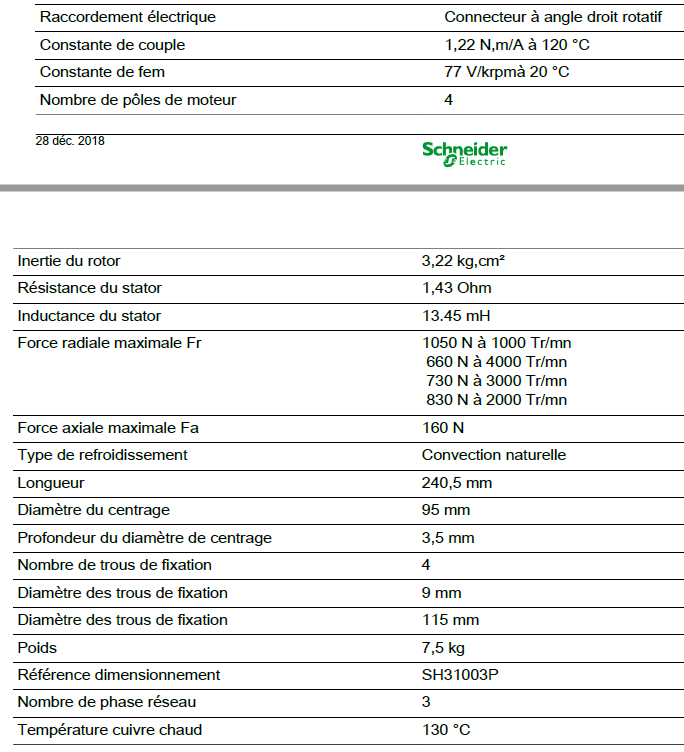 Raccordement électrique Connecteur à angle droit rotatif
Constante de couple 1,22 N,m/A à 120 °C
Constante de fem 77 V/krpmà 20 °C
Nombre de pôles de moteur 4
28 déc. 2018
Schneider
Electric
Inertie du rotor 3,22 kg,cm²
Résistance du stator 1,43 Ohm
Inductance du stator 13.45 mH
Force radiale maximale Fr 1050 N à 1000 Tr/mn
660 N à 4000 Tr/mn
730 N à 3000 Tr/mn
830 N à 2000 Tr/mn
Force axiale maximale Fa 160 N
Type de refroidissement Convection naturelle
Longueur 240,5 mm
Diamètre du centrage 95 mm
Profondeur du diamètre de centrage 3,5 mm
Nombre de trous de fixation 4
Diamètre des trous de fixation 9 mm
Diamètre des trous de fixation 115 mm
Poids 7,5 kg
Référence dimensionnement SH31003P
Nombre de phase réseau 3
Température cuivre chaud 130 °C